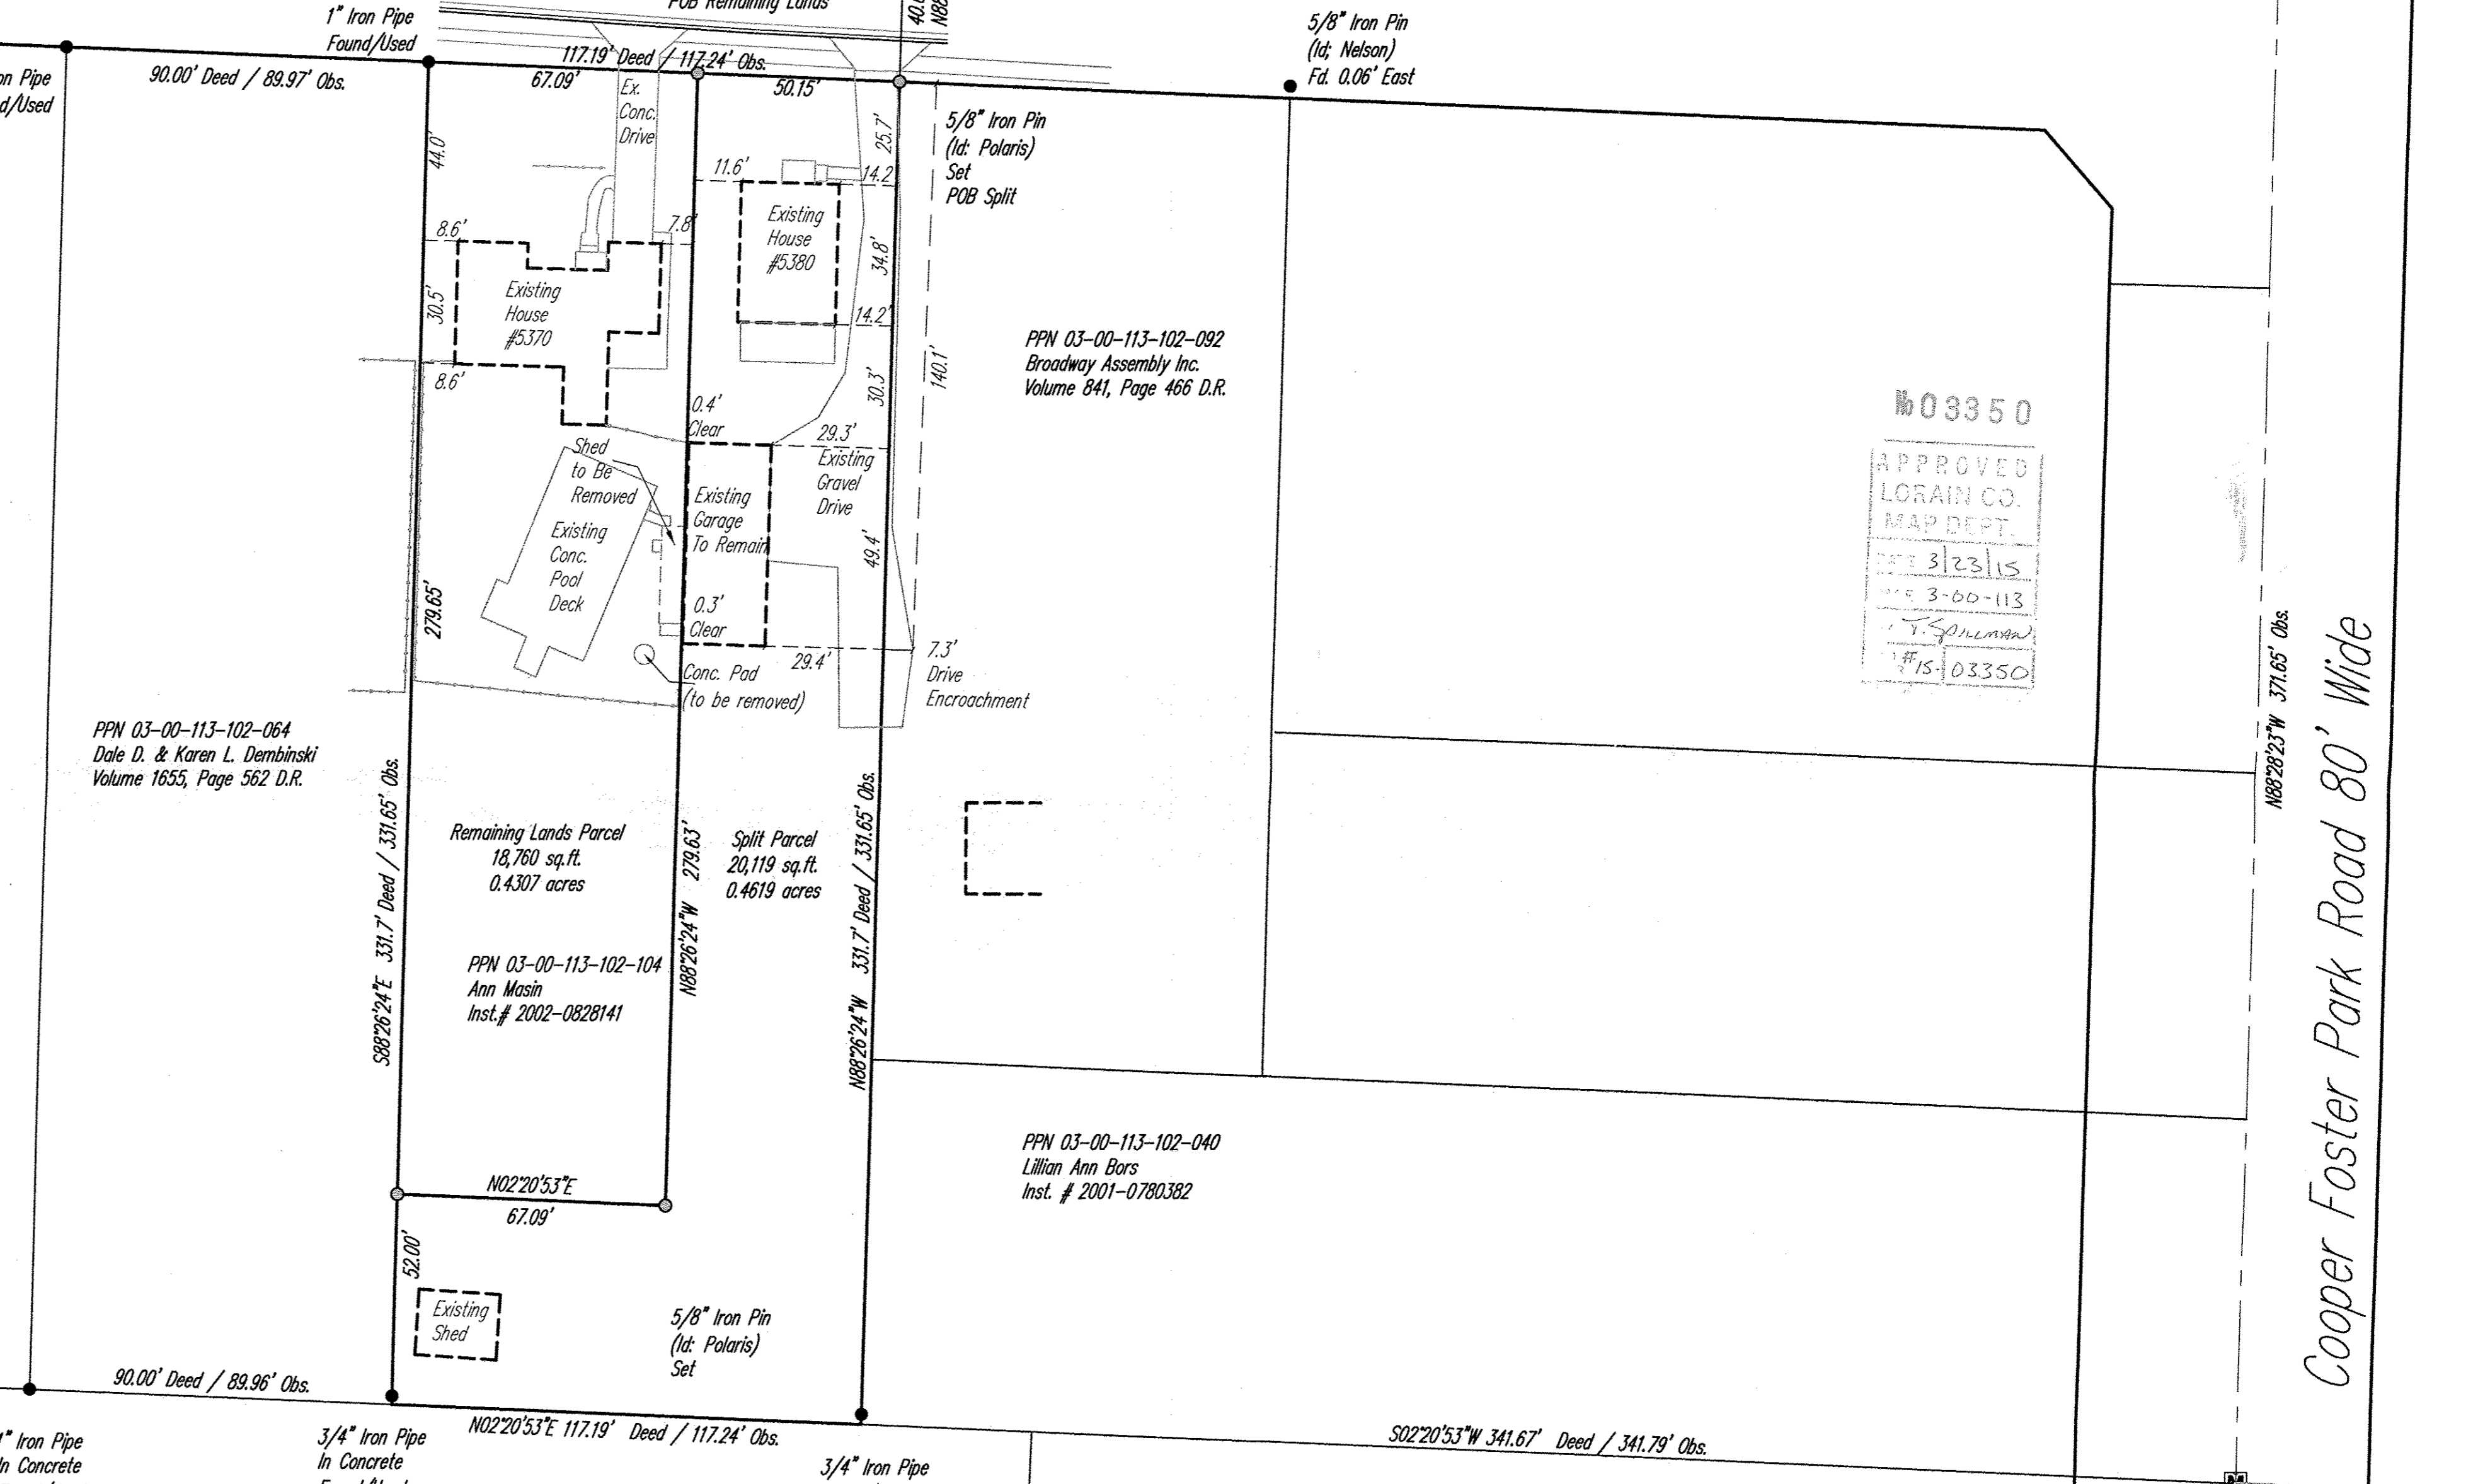 POB Remaining Lands
40.
N88
1" Iron Pipe
Found/Used
5/8" Iron Pin
(Id; Nelson)
Fd. 0.06' East
on Pipe
d/Used
90.00' Deed / 89.97' Obs.
117.19' Deed / 117.24' Obs.
67.09'
50.15'
Ex.
Conc.
Drive
44.0'
25.7'
5/8" Iron Pin
(Id: Polaris)
Set
POB Split
11.6'
14.2
Existing
House
#5380
8.6'
7.8'
34.8'
30.5'
Existing
House
#5370
14.2'
8.6'
30.3'
140.1'
PPN 03-00-113-102-092
Broadway Assembly Inc.
Volume 841, Page 466 D.R.
No 03350
APPROVED
LORAIN CO.
MAP DEPT.
3/23/15
3-00-113
T. SPILLMAN
#15-03350
0.4'
Clear
29.3'
Existing
Gravel
Drive
Shed
to Be
Removed
Existing
Garage
To Remain
Existing
Conc.
Pool
Deck
49.4'
279.65'
0.3'
Clear
29.4'
7.3'
Drive
Encroachment
Conc. Pad
(to be removed)
N88°28'23"W 371.65' Obs.
Cooper Foster Park Road 80' Wide
PPN 03-00-113-102-064
Dale D. & Karen L. Dembinski
Volume 1655, Page 562 D.R.
S88°26'24"E 331.7' Deed / 331.65' Obs.
Remaining Lands Parcel
18,760 sq.ft.
0.4307 acres
N88°26'24"W 279.63'
Split Parcel
20,119 sq.ft.
0.4619 acres
N88°26'24"W 331.7' Deed / 331.65' Obs.
PPN 03-00-113-102-104
Ann Masin
Inst.# 2002-0828141
PPN 03-00-113-102-040
Lillian Ann Bors
Inst. # 2001-0780382
N02°20'53"E
67.09'
52.00'
Existing
Shed
5/8" Iron Pin
(Id: Polaris)
Set
90.00' Deed / 89.96' Obs.
N02°20'53"E 117.19' Deed / 117.24' Obs.
S02°20'53"W 341.67' Deed / 341.79' Obs.
1" Iron Pipe
In Concrete
3/4" Iron Pipe
In Concrete
3/4" Iron Pipe